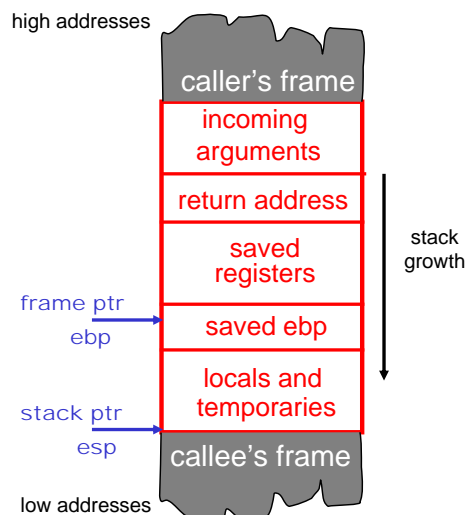 high addresses
caller's frame
incoming
arguments
return address
stack
growth
saved
registers
frame ptr
ebp
saved ebp
locals and
temporaries
stack ptr
esp
callee's frame
low addresses